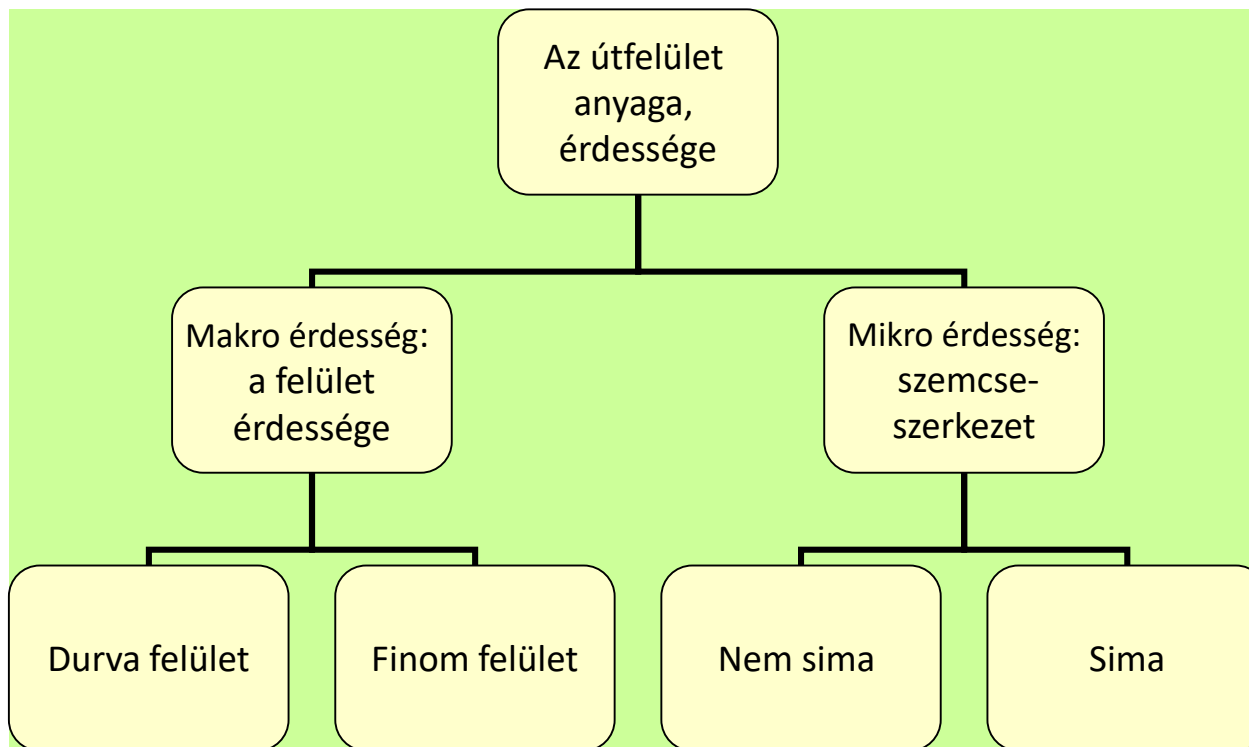 Az útfelület
anyaga,
érdessége
Makro érdesség:
a felület
érdessége
Mikro érdesség:
szemcse-
szerkezet
Durva felület
Finom felület
Nem sima
Sima